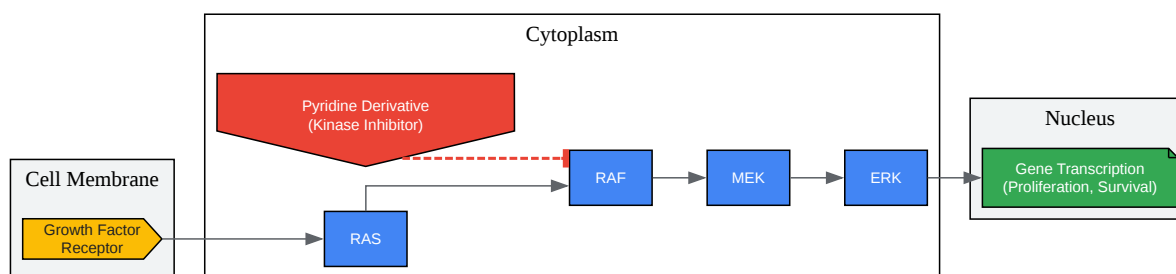 Cytoplasm
Pyridine Derivative
(Kinase Inhibitor)
Cell Membrane
Growth Factor
Receptor
RAS
RAF
MEK
ERK
Nucleus
Gene Transcription
(Proliferation, Survival)